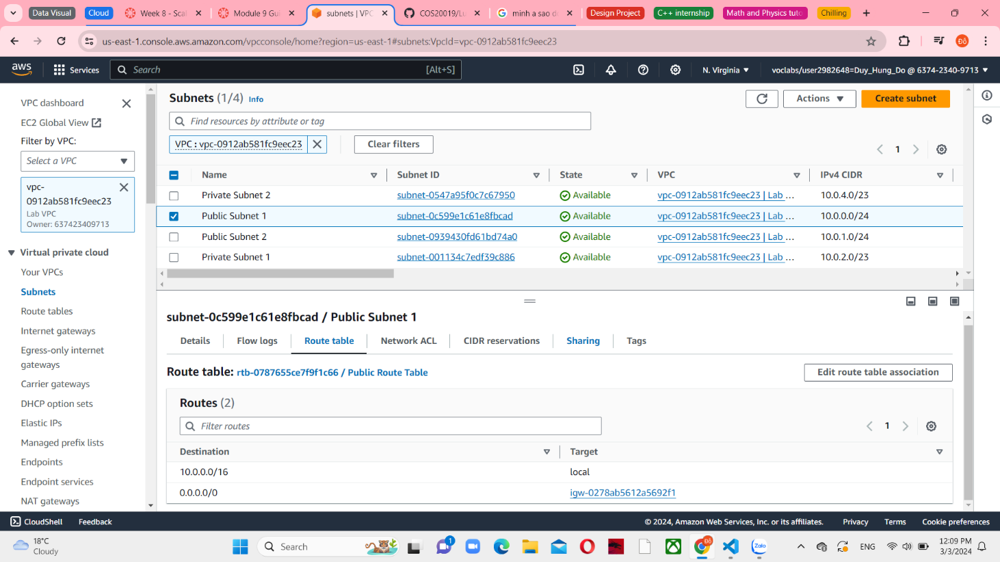 Data Visual Cloud Week 8 - Scaf Module 9 Gui subnets | VPC COS20019/Lu minh a sao d Design Project C++ internship Math and Physics tuto Chilling
us-east-1.console.aws.amazon.com/vpcconsole/home?region=us-east-1#subnets:VpcId=vpc-0912ab581fc9eec23 Đỗ
aws Services Search [Alt+S] N. Virginia voclabs/user2982648=Duy_Hung_Do @ 6374-2340-9713
VPC dashboard
EC2 Global View
Filter by VPC:
Select a VPC
vpc-
0912ab581fc9eec23
Lab VPC
Owner: 637423409713
Virtual private cloud
Your VPCs
Subnets
Route tables
Internet gateways
Egress-only internet
gateways
Carrier gateways
DHCP option sets
Elastic IPs
Managed prefix lists
Endpoints
Endpoint services
NAT gateways
Subnets (1/4) Info Actions Create subnet
Find resources by attribute or tag
VPC : vpc-0912ab581fc9eec23 Clear filters 1
Name Subnet ID State VPC IPv4 CIDR
Private Subnet 2 subnet-0547a95f0c7c67950 Available vpc-0912ab581fc9eec23 | Lab ... 10.0.4.0/23
Public Subnet 1 subnet-0c599e1c61e8fbcad Available vpc-0912ab581fc9eec23 | Lab ... 10.0.0.0/24
Public Subnet 2 subnet-0939430fd61bd74a0 Available vpc-0912ab581fc9eec23 | Lab ... 10.0.1.0/24
Private Subnet 1 subnet-001134c7edf39c886 Available vpc-0912ab581fc9eec23 | Lab ... 10.0.2.0/23
subnet-0c599e1c61e8fbcad / Public Subnet 1
Details Flow logs Route table Network ACL CIDR reservations Sharing Tags
Route table: rtb-0787655ce7f9f1c66 / Public Route Table Edit route table association
Routes (2)
Filter routes 1
Destination Target
10.0.0.0/16 local
0.0.0.0/0 igw-0278ab5612a5692f1
CloudShell Feedback © 2024, Amazon Web Services, Inc. or its affiliates. Privacy Terms Cookie preferences
18°C
Cloudy
Search 1 Đỗ Zalo ENG
12:09 PM
3/3/2024